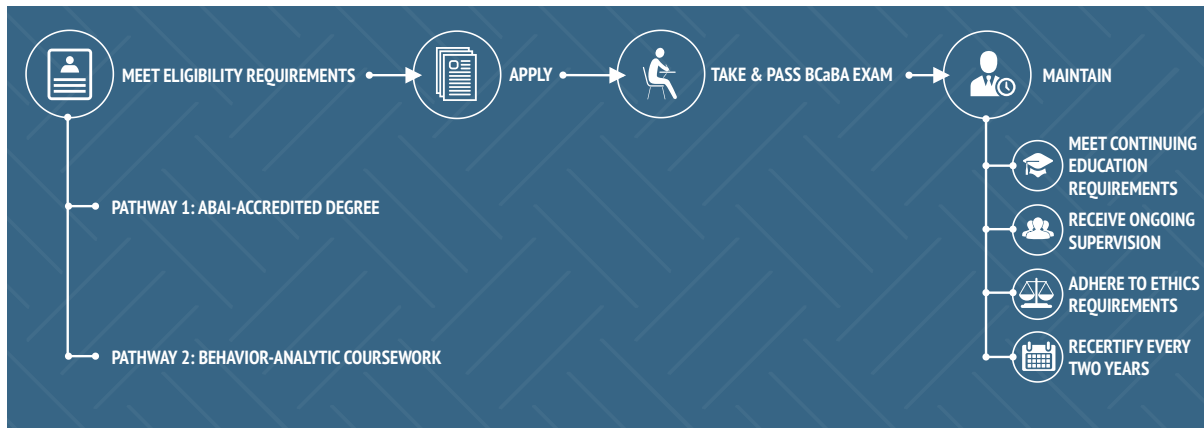 MEET ELIGIBILITY REQUIREMENTS
APPLY
TAKE & PASS BCaBA EXAM
MAINTAIN
PATHWAY 1: ABAI-ACCREDITED DEGREE
PATHWAY 2: BEHAVIOR-ANALYTIC COURSEWORK
MEET CONTINUING
EDUCATION
REQUIREMENTS
RECEIVE ONGOING
SUPERVISION
ADHERE TO ETHICS
REQUIREMENTS
RECERTIFY EVERY
TWO YEARS